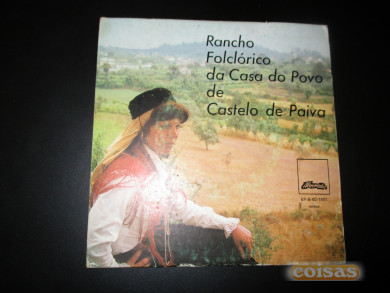 Rancho
Folclórico
da Casa do Povo
de
Castelo de Paiva
coisas